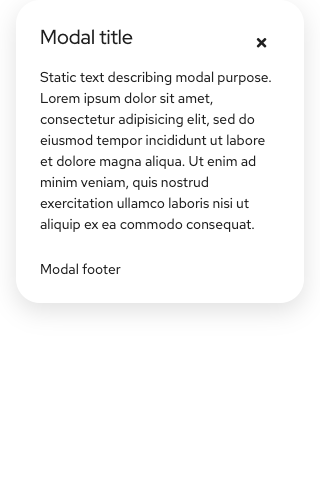 Modal title
Static text describing modal purpose.
Lorem ipsum dolor sit amet,
consectetur adipisicing elit, sed do
eiusmod tempor incididunt ut labore
et dolore magna aliqua. Ut enim ad
minim veniam, quis nostrud
exercitation ullamco laboris nisi ut
aliquip ex ea commodo consequat.
Modal footer